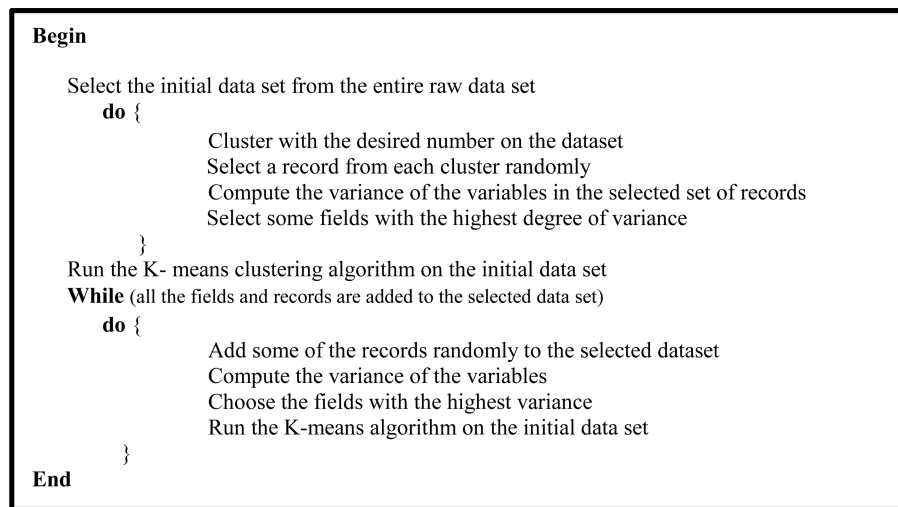 Begin
Select the initial data set from the entire raw data set
do {
Cluster with the desired number on the dataset
Select a record from each cluster randomly
Compute the variance of the variables in the selected set of records
Select some fields with the highest degree of variance
}
Run the K- means clustering algorithm on the initial data set
While (all the fields and records are added to the selected data set)
do {
Add some of the records randomly to the selected dataset
Compute the variance of the variables
Choose the fields with the highest variance
Run the K-means algorithm on the initial data set
}
End